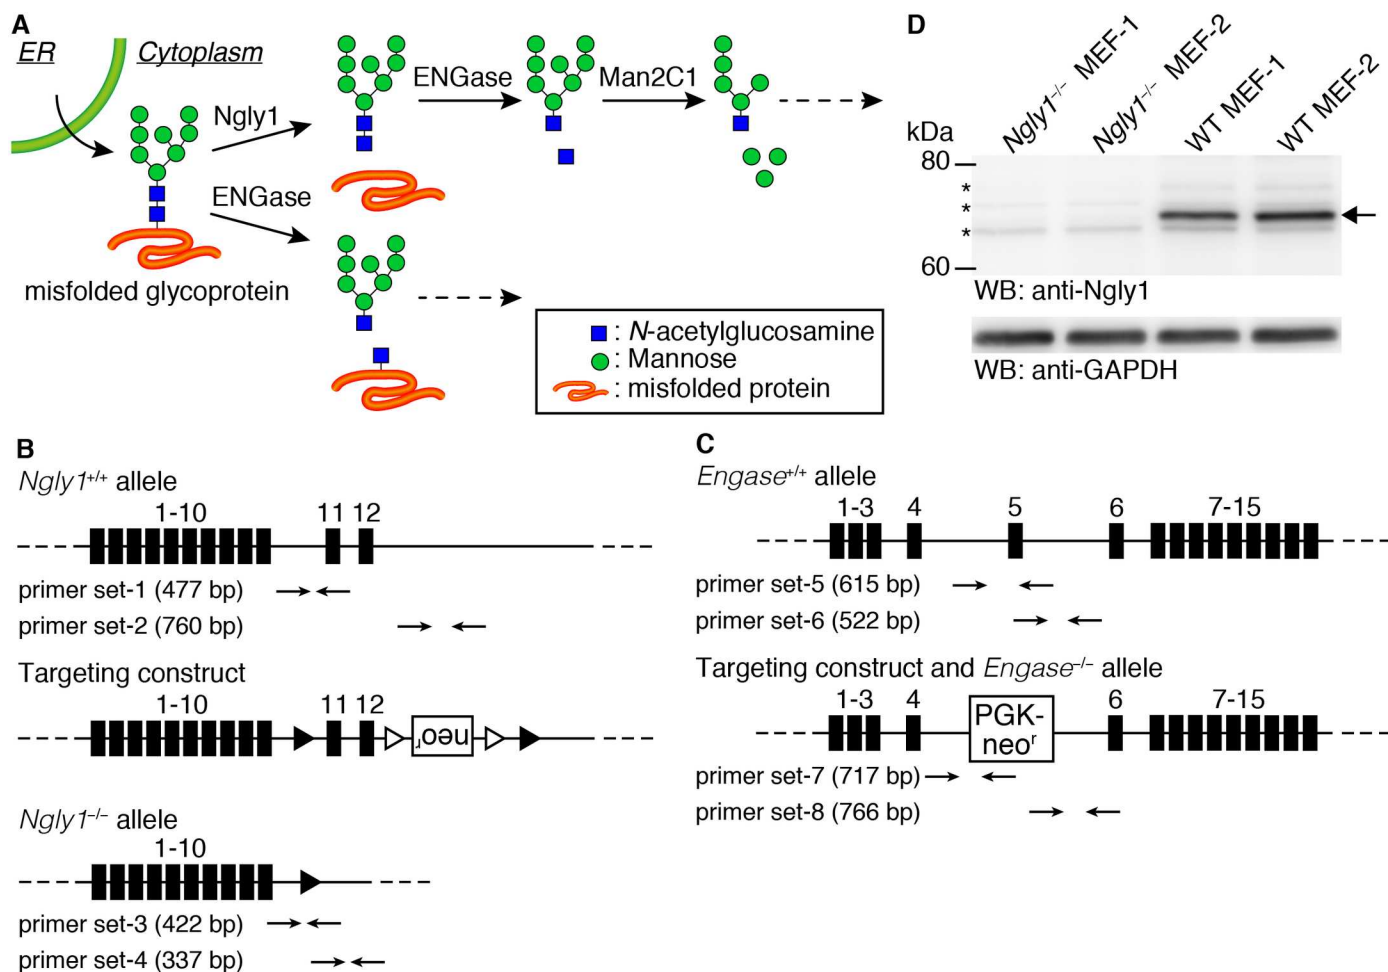 A
ER
Cytoplasm
Ngly1
ENGase
misfolded glycoprotein
ENGase
Man2C1
: N-acetylglucosamine
: Mannose
: misfolded protein
B
Ngly1+/+ allele
1-10 11 12
primer set-1 (477 bp)
primer set-2 (760 bp)
Targeting construct
1-10 11 12
neoʳ
Ngly1–/– allele
1-10
primer set-3 (422 bp)
primer set-4 (337 bp)
C
Engase+/+ allele
1-3 4 5 6 7-15
primer set-5 (615 bp)
primer set-6 (522 bp)
Targeting construct and Engase–/– allele
1-3 4 6 7-15
PGK-
neoʳ
primer set-7 (717 bp)
primer set-8 (766 bp)
D
Ngly1-/- MEF-1
Ngly1-/- MEF-2
WT MEF-1
WT MEF-2
kDa
80
*
*
*
60
WB: anti-Ngly1
WB: anti-GAPDH